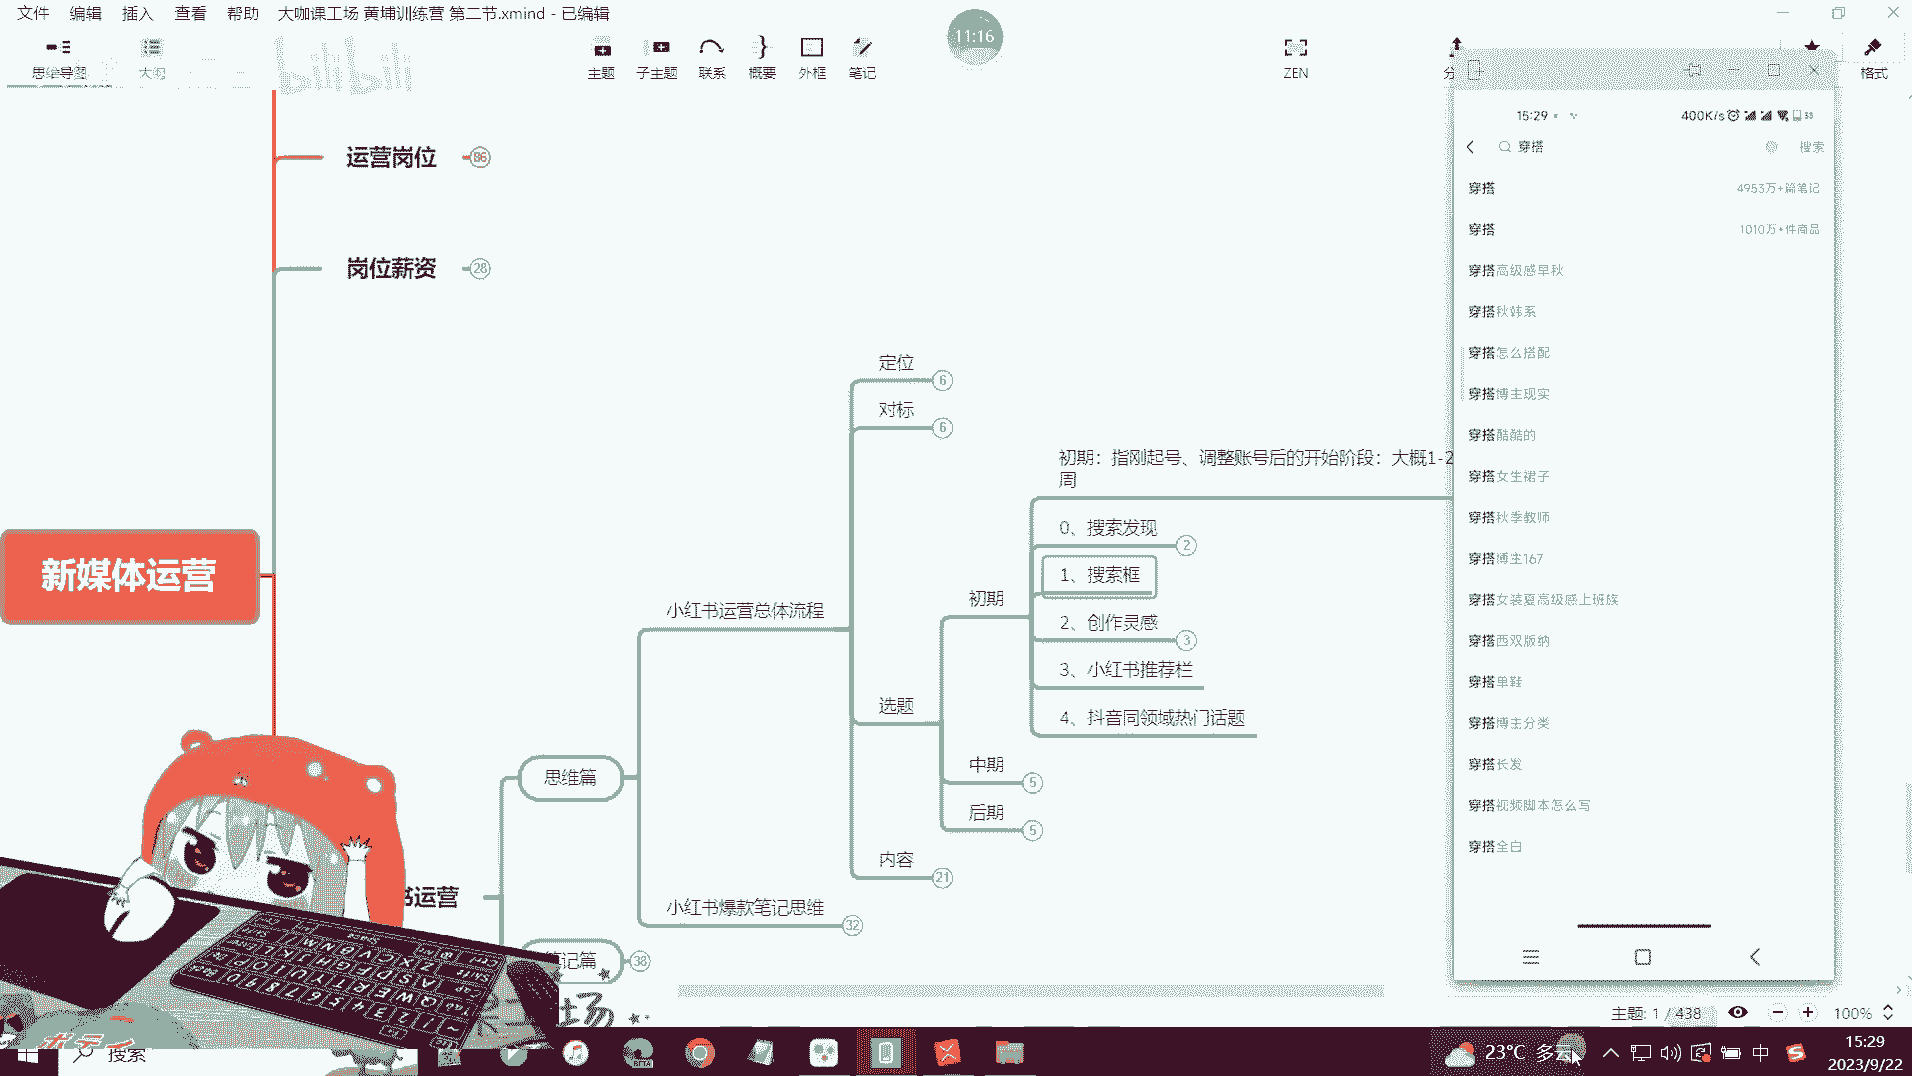 文件 编辑 插入 查看 帮助 大咖课工场 黄埔训练营 第二节.xmind - 已编辑
bilibili
思维导图 大纲 主题 子主题 联系 概要 外框 笔记 11:16 ZEN 格式
运营岗位 86
岗位薪资 28
新媒体运营
书运营
思维篇
笔记篇 38
小红书运营总体流程
小红书爆款笔记思维 32
定位 6
对标 6
选题
内容 21
初期
中期 5
后期 5
初期：指刚起号、调整账号后的开始阶段：大概1-2
周
0、搜索发现 2
1、搜索框
2、创作灵感 3
3、小红书推荐栏
4、抖音同领域热门话题
15:29 400K/s
穿搭 搜索
穿搭 4953万+篇笔记
穿搭 1010万+件商品
穿搭高级感早秋
穿搭秋韩系
穿搭怎么搭配
穿搭博主现实
穿搭酷酷的
穿搭女生裙子
穿搭秋季教师
穿搭博主167
穿搭女装夏高级感上班族
穿搭西双版纳
穿搭单鞋
穿搭博主分类
穿搭长发
穿搭视频脚本怎么写
穿搭全白
场
主题: 1 / 438 100%
搜索
23°C 多云 中 15:29
2023/9/22